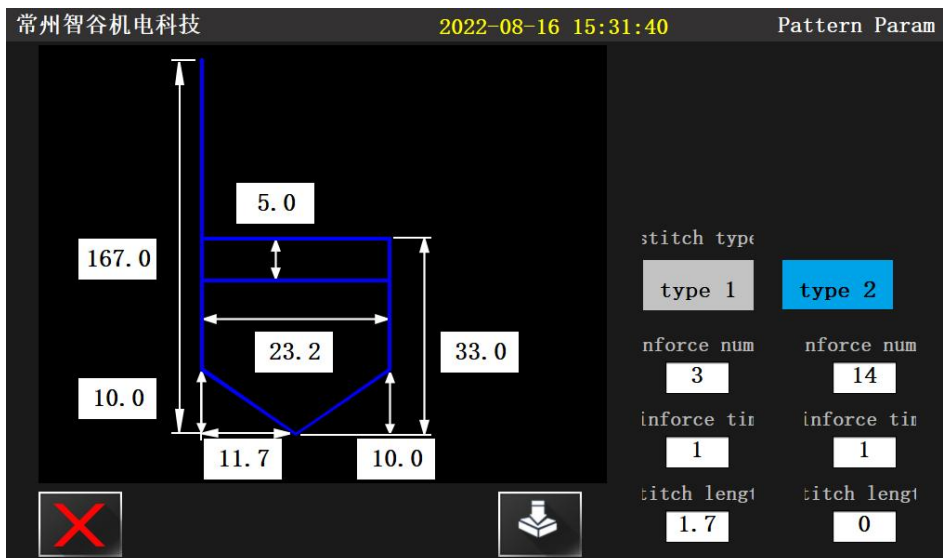 常州智谷机电科技 2022-08-16 15:31:40 Pattern Param
5.0
167.0
stitch type
type 1 type 2
23.2 33.0
nforce num nforce num
3 14
10.0
inforce tim inforce tim
11.7 10.0
1 1
titch lengt titch lengt
1.7 0